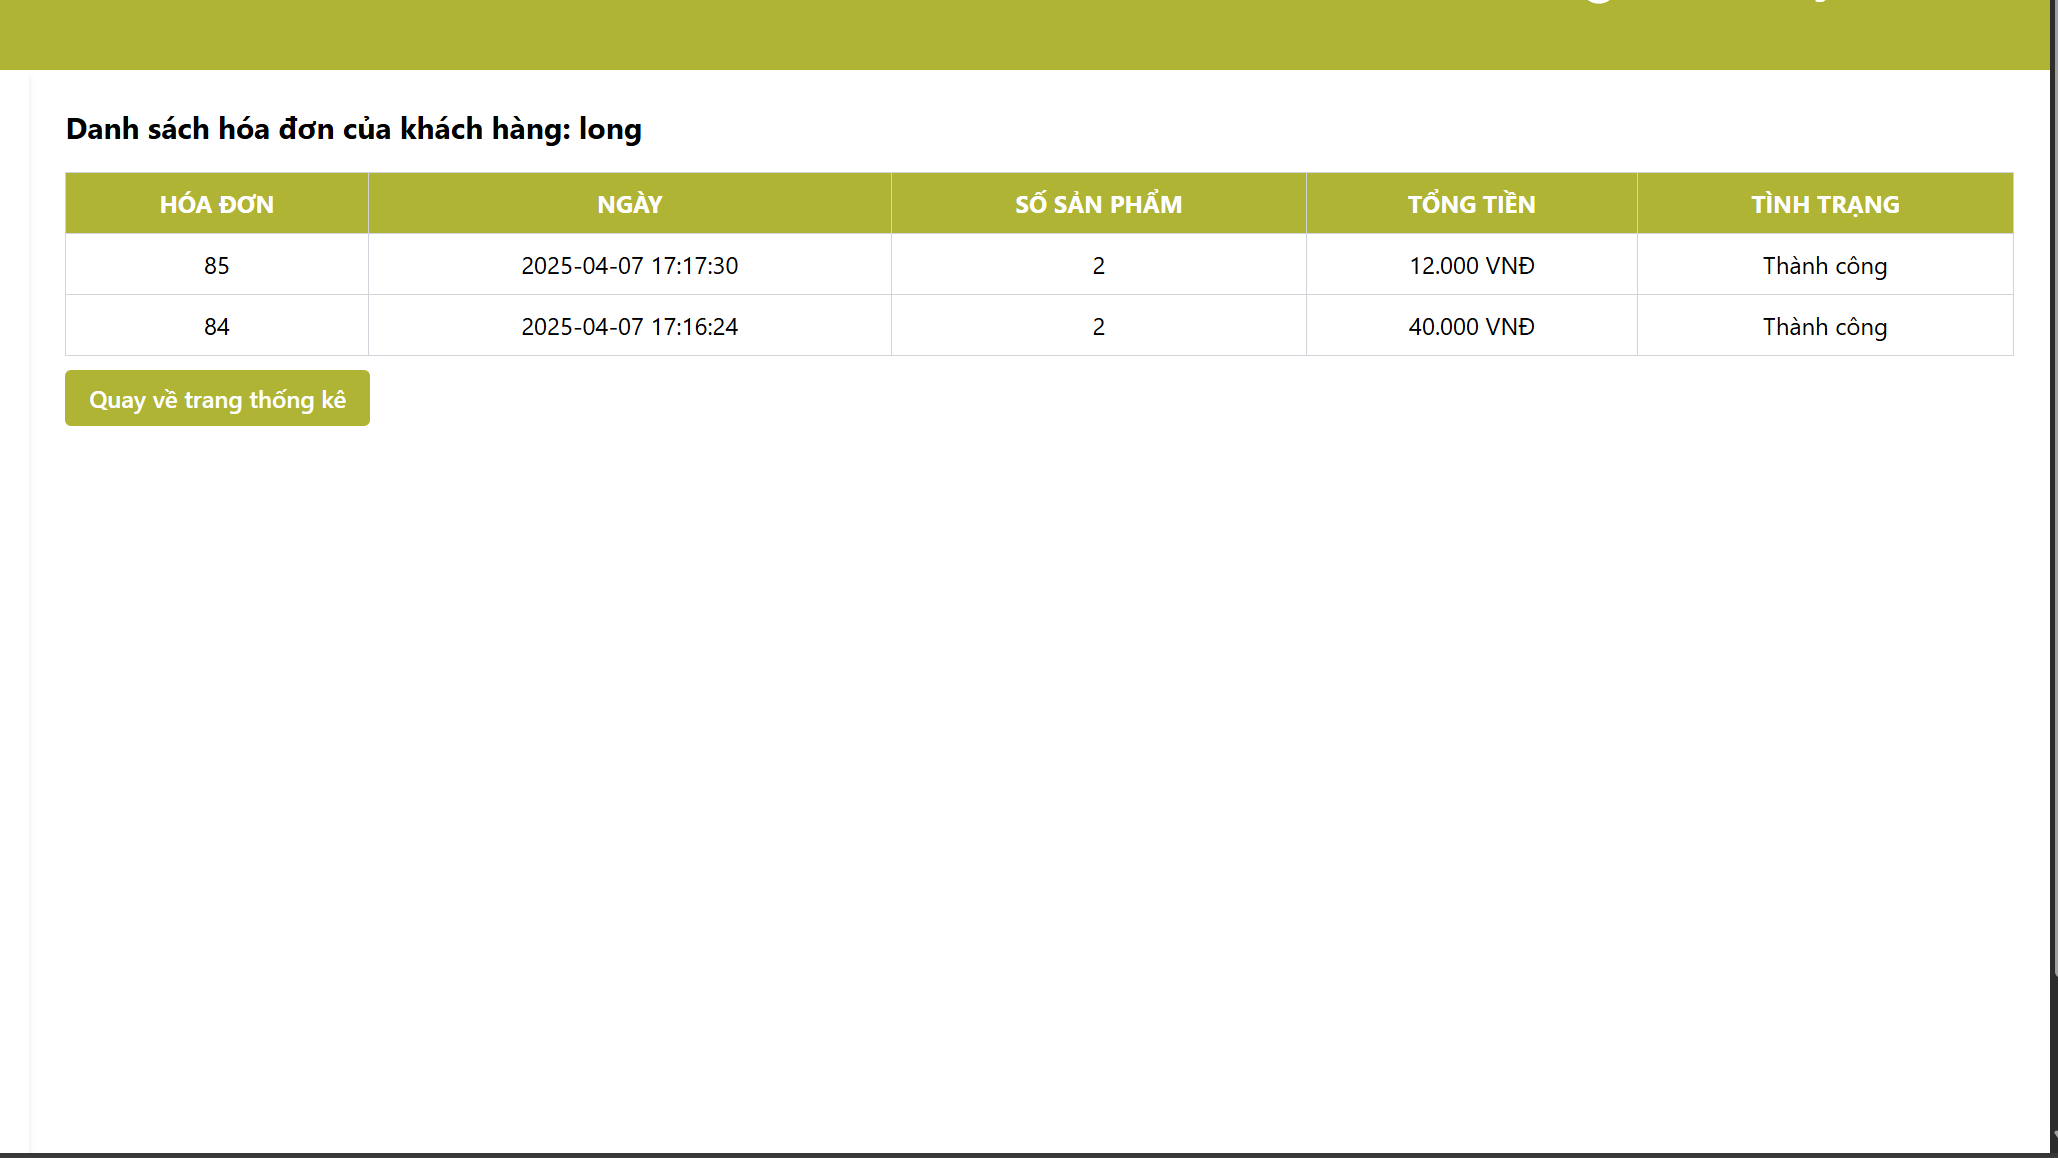 Danh sách hóa đơn của khách hàng: long
HÓA ĐƠN NGÀY SỐ SẢN PHẨM TỔNG TIỀN TÌNH TRẠNG
85 2025-04-07 17:17:30 2 12.000 VNĐ Thành công
84 2025-04-07 17:16:24 2 40.000 VNĐ Thành công
Quay về trang thống kê